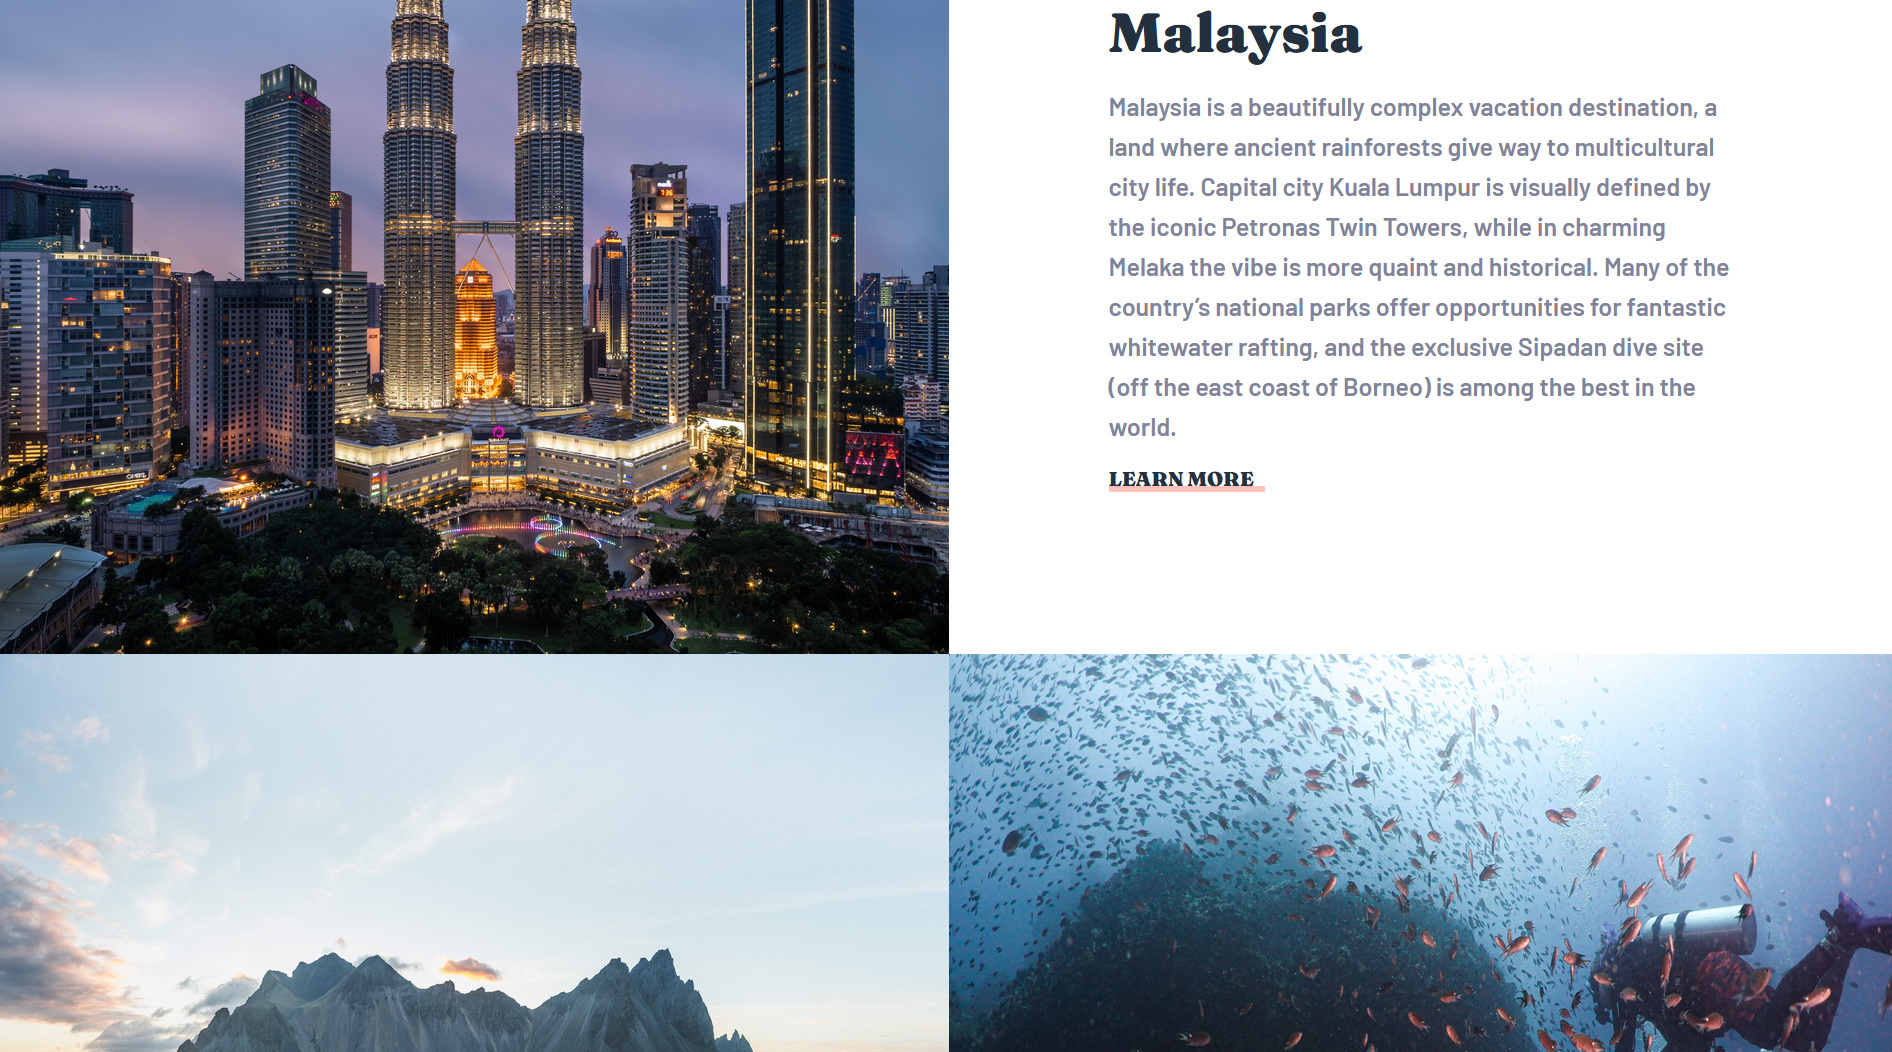 Malaysia
Malaysia is a beautifully complex vacation destination, a
land where ancient rainforests give way to multicultural
city life. Capital city Kuala Lumpur is visually defined by
the iconic Petronas Twin Towers, while in charming
Melaka the vibe is more quaint and historical. Many of the
country’s national parks offer opportunities for fantastic
whitewater rafting, and the exclusive Sipadan dive site
(off the east coast of Borneo) is among the best in the
world.
LEARN MORE